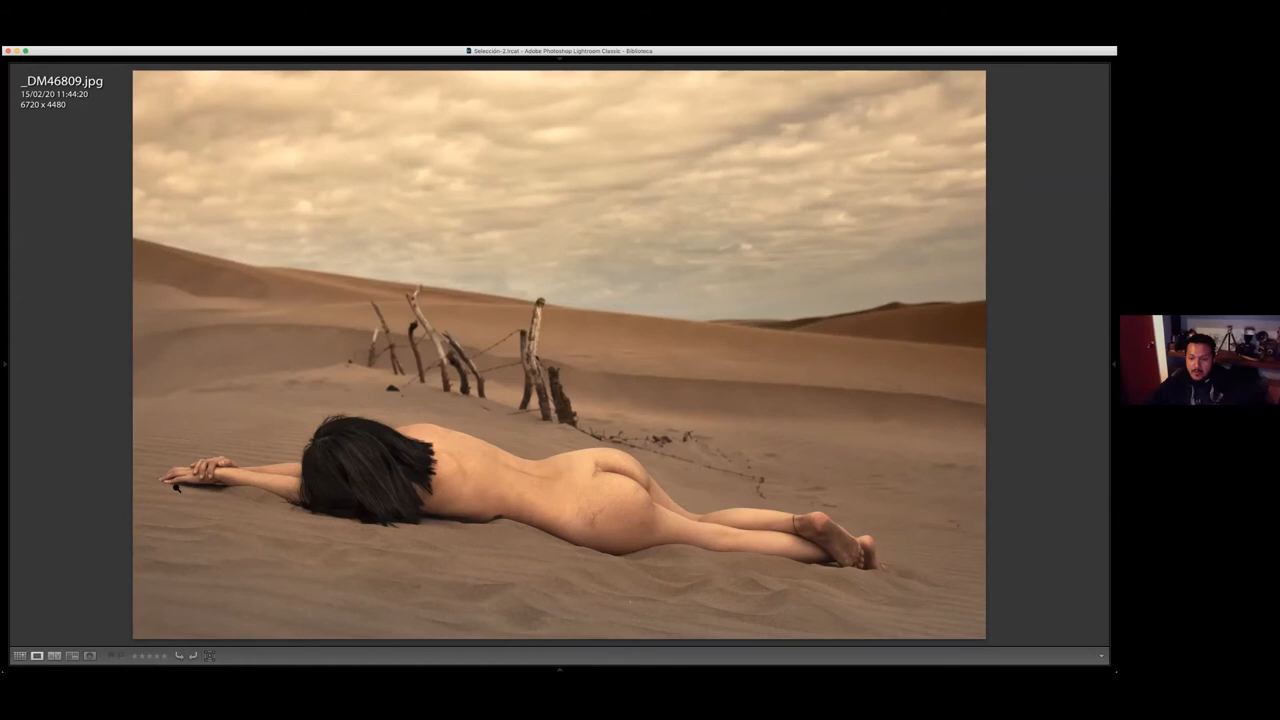 Selección-2.lrcat - Adobe Photoshop Lightroom Classic - Biblioteca
_DM46809.jpg
15/02/20 11:44:20
6720 x 4480